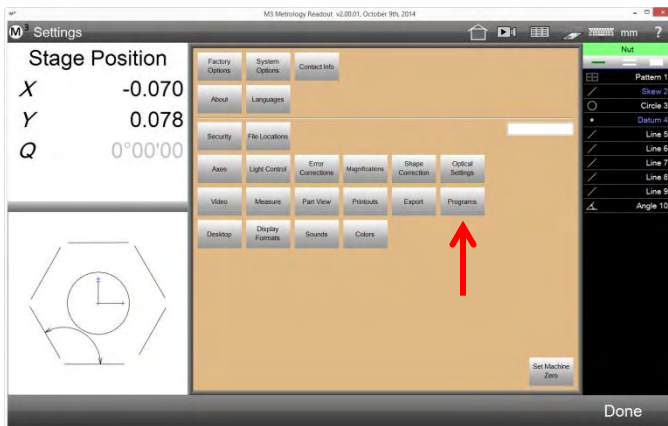 M3 Metrology Readout v2.00.01, October 9th, 2014
M³ Settings
mm ?
Stage Position
X -0.070
Y 0.078
Q 0°00'00
Factory Options
System Options
Contact Info
About
Languages
Security
File Locations
Axes
Light Control
Error Corrections
Magnifications
Shape Correction
Optical Settings
Video
Measure
Part View
Printouts
Export
Programs
Desktop
Display Formats
Sounds
Colors
Set Machine Zero
Nut
Pattern 1
Skew 2
Circle 3
Datum 4
Line 5
Line 6
Line 7
Line 8
Line 9
Angle 10
Done